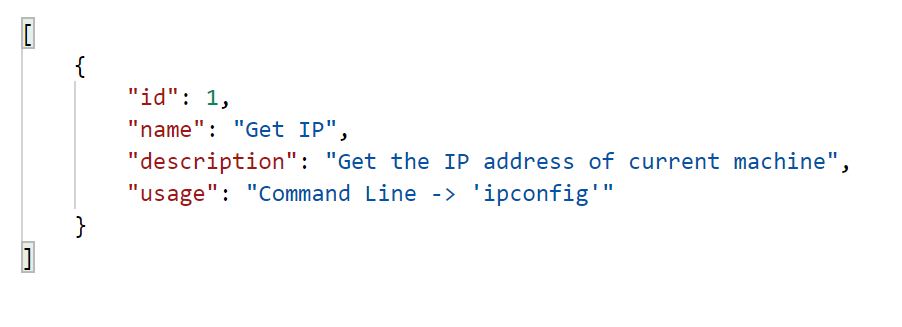 [
    {
        "id": 1,
        "name": "Get IP",
        "description": "Get the IP address of current machine",
        "usage": "Command Line -> 'ipconfig'"
    }
]